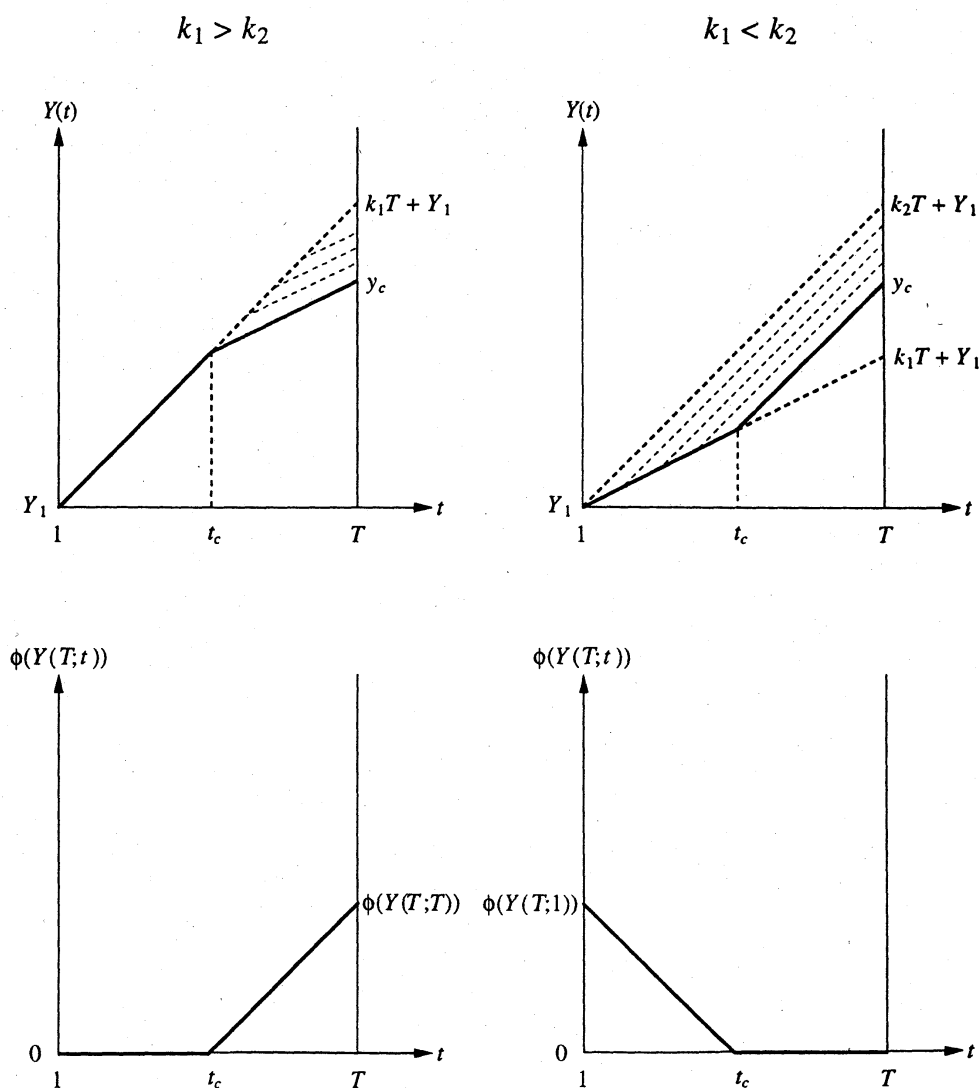 k₁ > k₂
k₁ < k₂
Y(t)
k₁T + Y₁
y_c
Y₁
1
t_c
T
t
Y(t)
k₂T + Y₁
y_c
k₁T + Y₁
Y₁
1
t_c
T
t
ϕ(Y(T;t))
ϕ(Y(T;T))
0
1
t_c
T
t
ϕ(Y(T;t))
ϕ(Y(T;1))
0
1
t_c
T
t